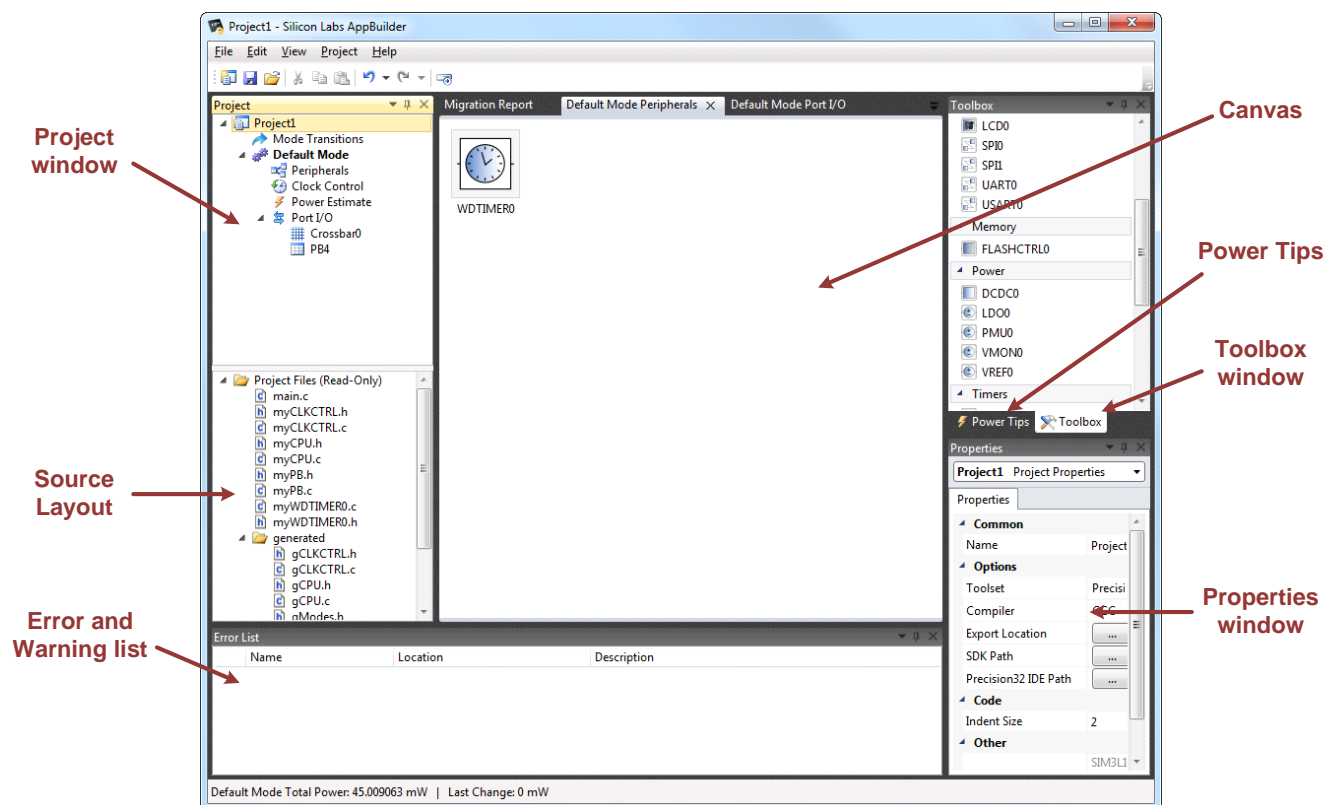 Project1 - Silicon Labs AppBuilder
File Edit View Project Help
Project
Project1
Mode Transitions
Default Mode
Peripherals
Clock Control
Power Estimate
Port I/O
Crossbar0
PB4
Project Files (Read-Only)
main.c
myCLKCTRL.h
myCLKCTRL.c
myCPU.h
myCPU.c
myPB.h
myPB.c
myWDTIMER0.c
myWDTIMER0.h
generated
gCLKCTRL.h
gCLKCTRL.c
gCPU.h
gCPU.c
gModes.h
Migration Report Default Mode Peripherals Default Mode Port I/O
WDTIMER0
Toolbox
LCD0
SPI0
SPI1
UART0
USART0
Memory
FLASHCTRL0
Power
DCDC0
LDO0
PMU0
VMON0
VREF0
Timers
Power Tips Toolbox
Properties
Project1 Project Properties
Properties
Common
Name Project
Options
Toolset Precisi
Compiler
Export Location ...
SDK Path ...
Precision32 IDE Path ...
Code
Indent Size 2
Other
SIM3L1
Error List
Name Location Description
Default Mode Total Power: 45.009063 mW | Last Change: 0 mW
Project
window
Source
Layout
Error and
Warning list
Canvas
Power Tips
Toolbox
window
Properties
window